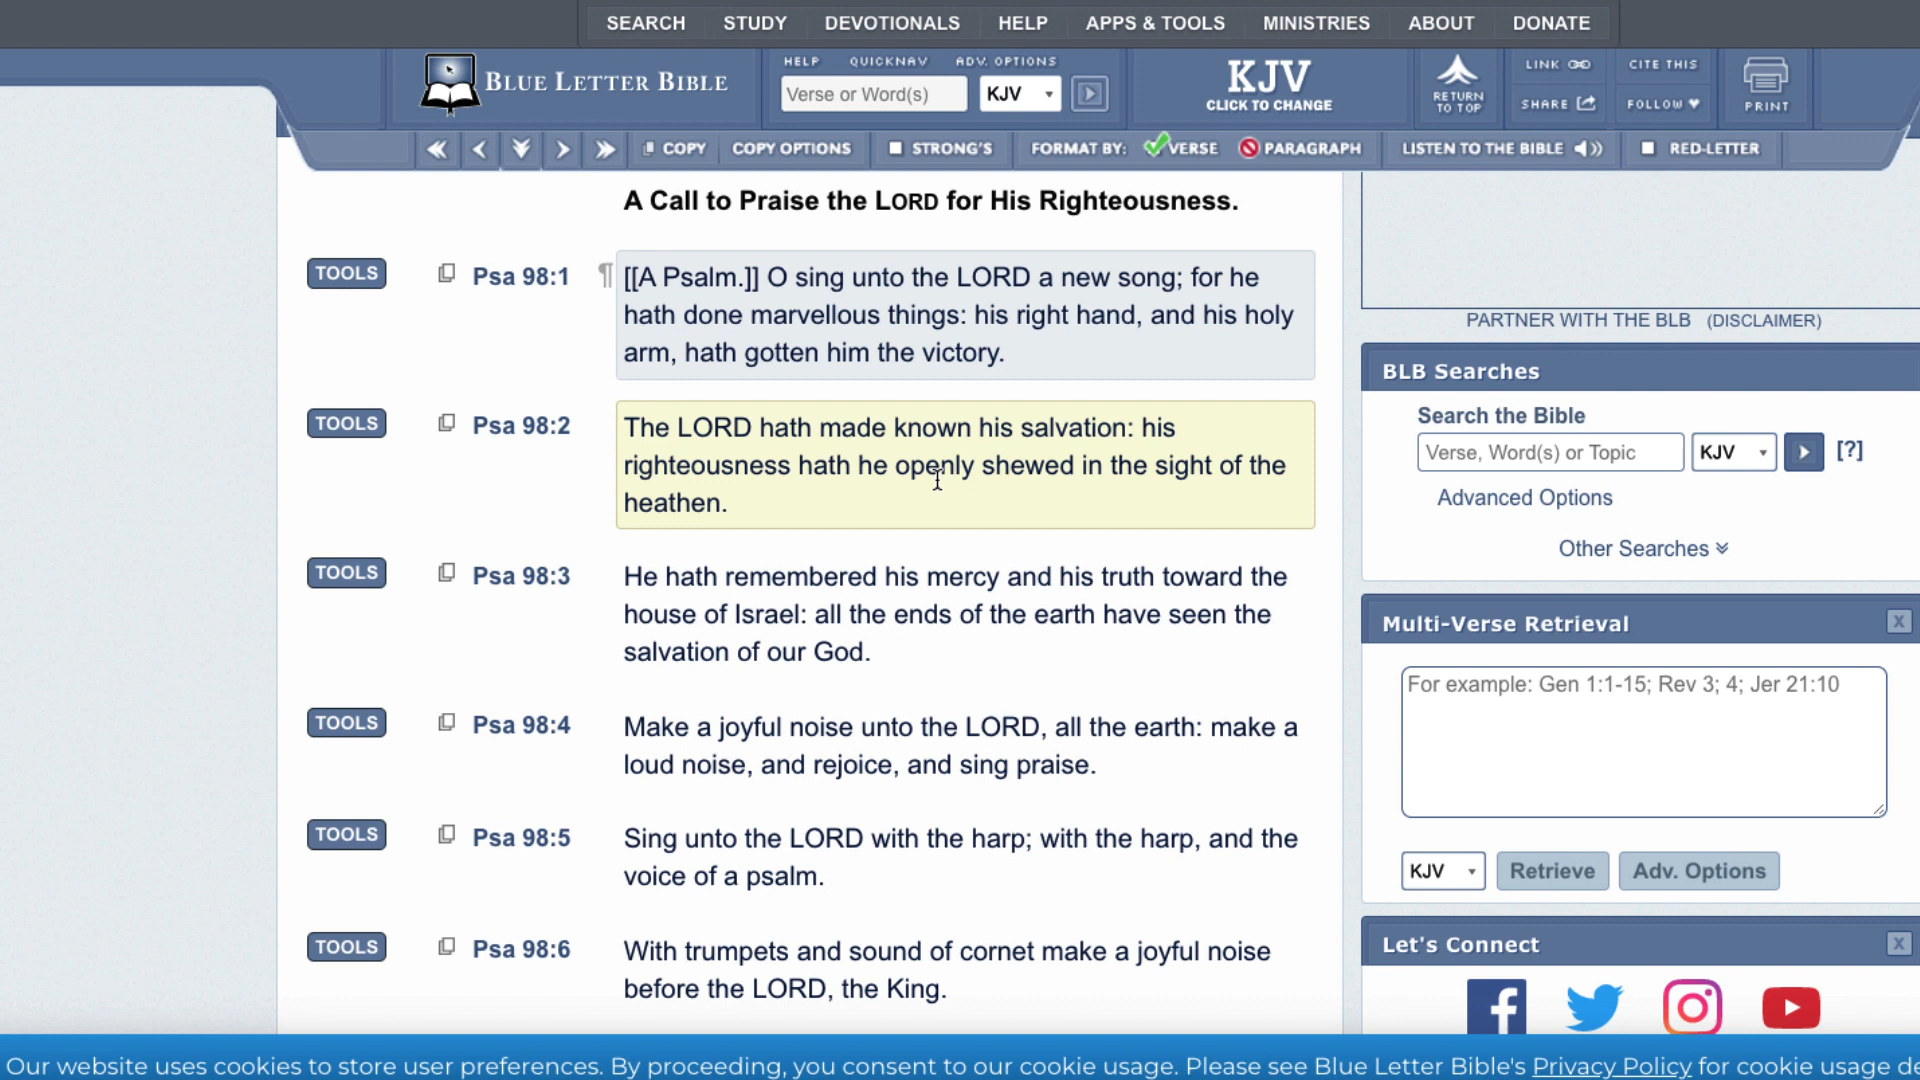 SEARCH STUDY DEVOTIONALS HELP APPS & TOOLS MINISTRIES ABOUT DONATE
BLUE LETTER BIBLE
HELP QUICKNAV ADV. OPTIONS
Verse or Word(s) KJV
KJV
CLICK TO CHANGE
RETURN
TO TOP
LINK
SHARE
CITE THIS
FOLLOW
PRINT
COPY COPY OPTIONS STRONG'S FORMAT BY: VERSE PARAGRAPH LISTEN TO THE BIBLE RED-LETTER
A Call to Praise the LORD for His Righteousness.
TOOLS Psa 98:1 ¶ [[A Psalm.]] O sing unto the LORD a new song; for he
hath done marvellous things: his right hand, and his holy
arm, hath gotten him the victory.
TOOLS Psa 98:2 The LORD hath made known his salvation: his
righteousness hath he openly shewed in the sight of the
heathen.
TOOLS Psa 98:3 He hath remembered his mercy and his truth toward the
house of Israel: all the ends of the earth have seen the
salvation of our God.
TOOLS Psa 98:4 Make a joyful noise unto the LORD, all the earth: make a
loud noise, and rejoice, and sing praise.
TOOLS Psa 98:5 Sing unto the LORD with the harp; with the harp, and the
voice of a psalm.
TOOLS Psa 98:6 With trumpets and sound of cornet make a joyful noise
before the LORD, the King.
PARTNER WITH THE BLB (DISCLAIMER)
BLB Searches
Search the Bible
Verse, Word(s) or Topic KJV [?]
Advanced Options
Other Searches
Multi-Verse Retrieval X
For example: Gen 1:1-15; Rev 3; 4; Jer 21:10
KJV Retrieve Adv. Options
Let's Connect X
Our website uses cookies to store user preferences. By proceeding, you consent to our cookie usage. Please see Blue Letter Bible's Privacy Policy for cookie usage de